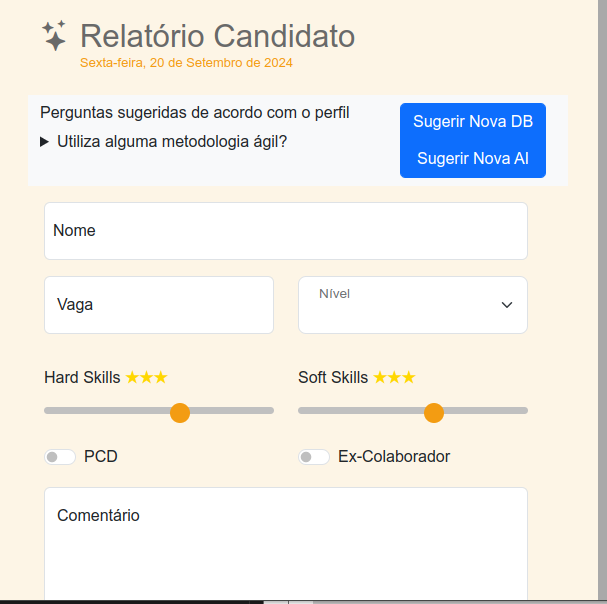 Relatório Candidato
Sexta-feira, 20 de Setembro de 2024
Perguntas sugeridas de acordo com o perfil
Utiliza alguma metodologia ágil?
Sugerir Nova DB
Sugerir Nova AI
Nome
Vaga
Nível
Hard Skills ★★★
Soft Skills ★★★
PCD
Ex-Colaborador
Comentário